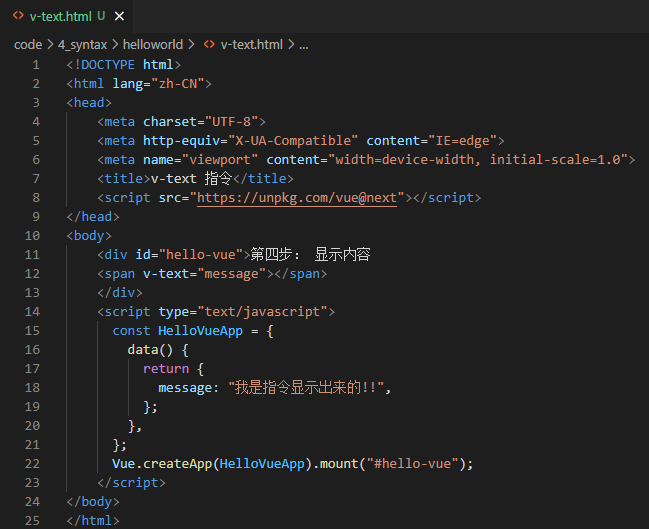 v-text.html U
code > 4_syntax > helloworld > v-text.html > ...
1 <!DOCTYPE html>
2 <html lang="zh-CN">
3 <head>
4 <meta charset="UTF-8">
5 <meta http-equiv="X-UA-Compatible" content="IE=edge">
6 <meta name="viewport" content="width=device-width, initial-scale=1.0">
7 <title>v-text 指令</title>
8 <script src="https://unpkg.com/vue@next"></script>
9 </head>
10 <body>
11 <div id="hello-vue">第四步： 显示内容
12 <span v-text="message"></span>
13 </div>
14 <script type="text/javascript">
15 const HelloVueApp = {
16 data() {
17 return {
18 message: "我是指令显示出来的!!",
19 };
20 },
21 };
22 Vue.createApp(HelloVueApp).mount("#hello-vue");
23 </script>
24 </body>
25 </html>